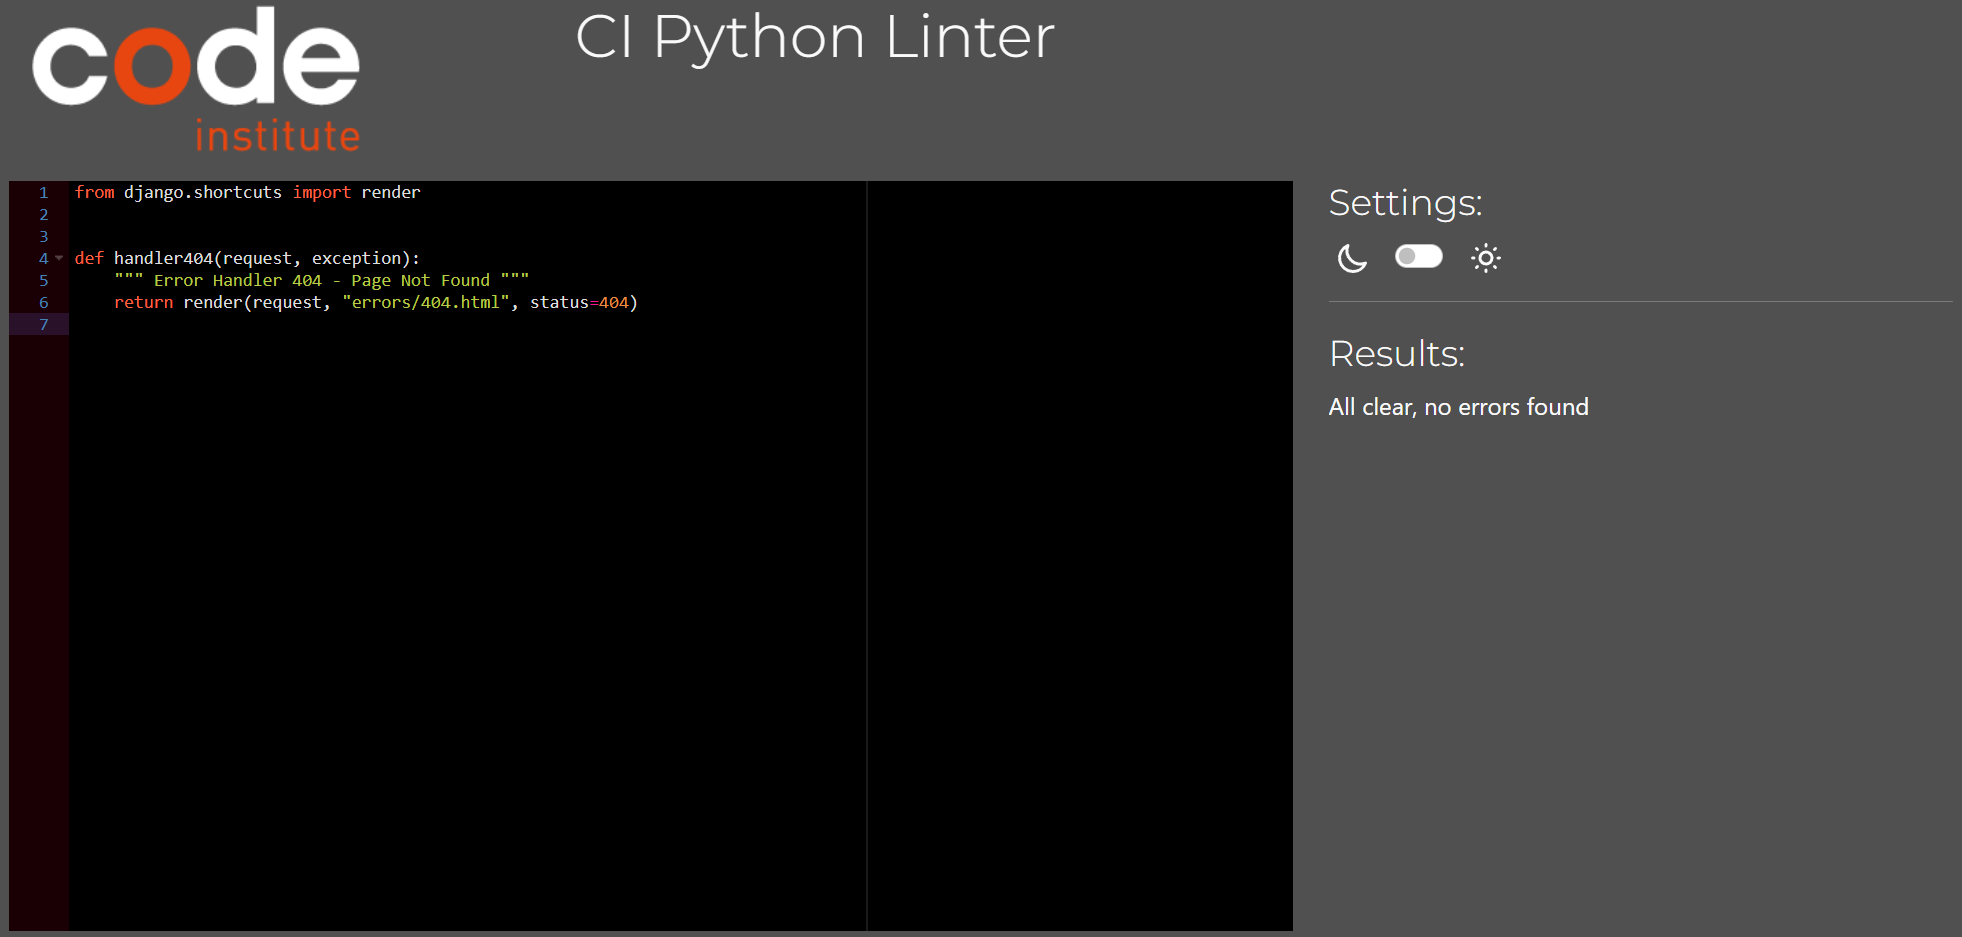 code
institute
CI Python Linter
1 from django.shortcuts import render
2
3
4 def handler404(request, exception):
5     """ Error Handler 404 - Page Not Found """
6     return render(request, "errors/404.html", status=404)
7
Settings:
Results:
All clear, no errors found